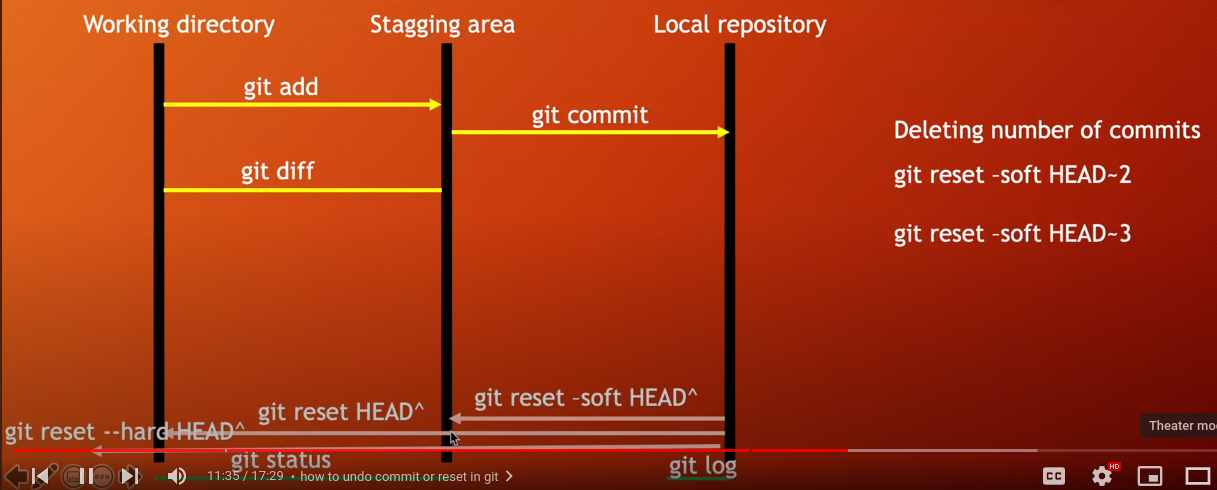 Working directory
Stagging area
Local repository
git add
git commit
Deleting number of commits
git diff
git reset –soft HEAD~2
git reset –soft HEAD~3
git reset –soft HEAD^
git reset HEAD^
git reset --hard HEAD^
Theater mo
git status
git log
11:35 / 17:29 • how to undo commit or reset in git
CC
HD